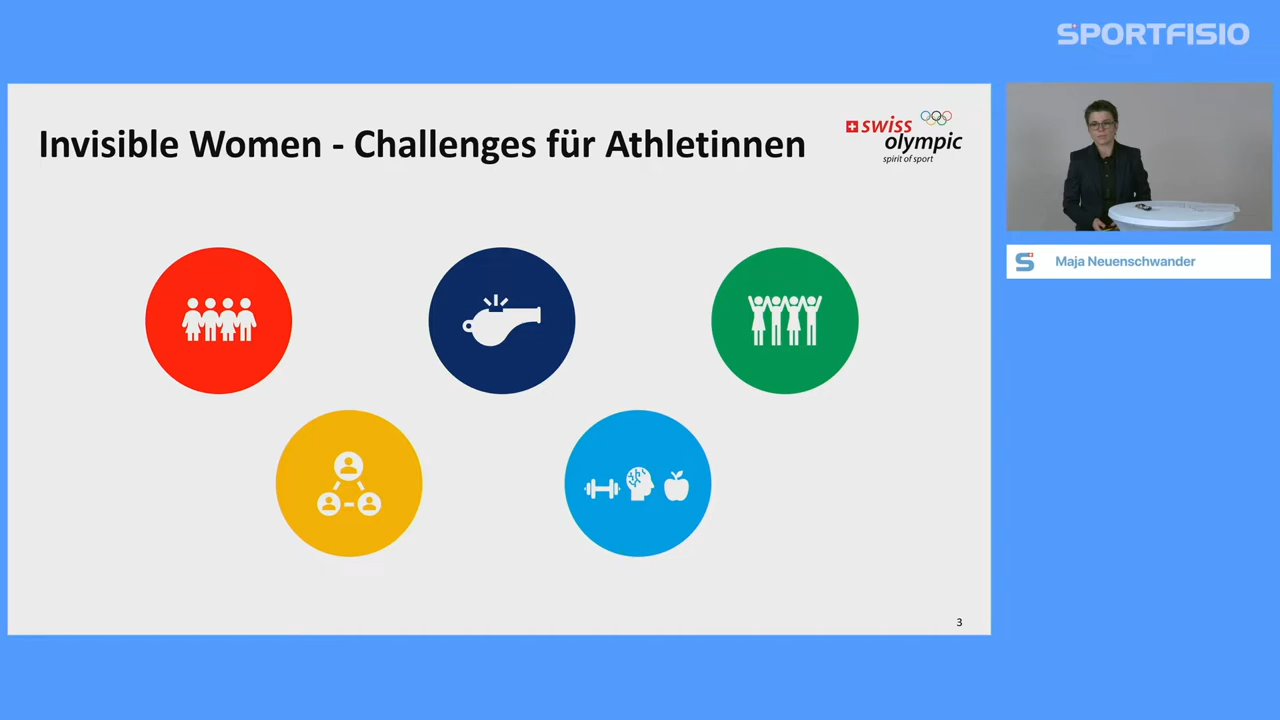 SPORTFISIO
Invisible Women - Challenges für Athletinnen
swiss
olympic
spirit of sport
Maja Neuenschwander
3